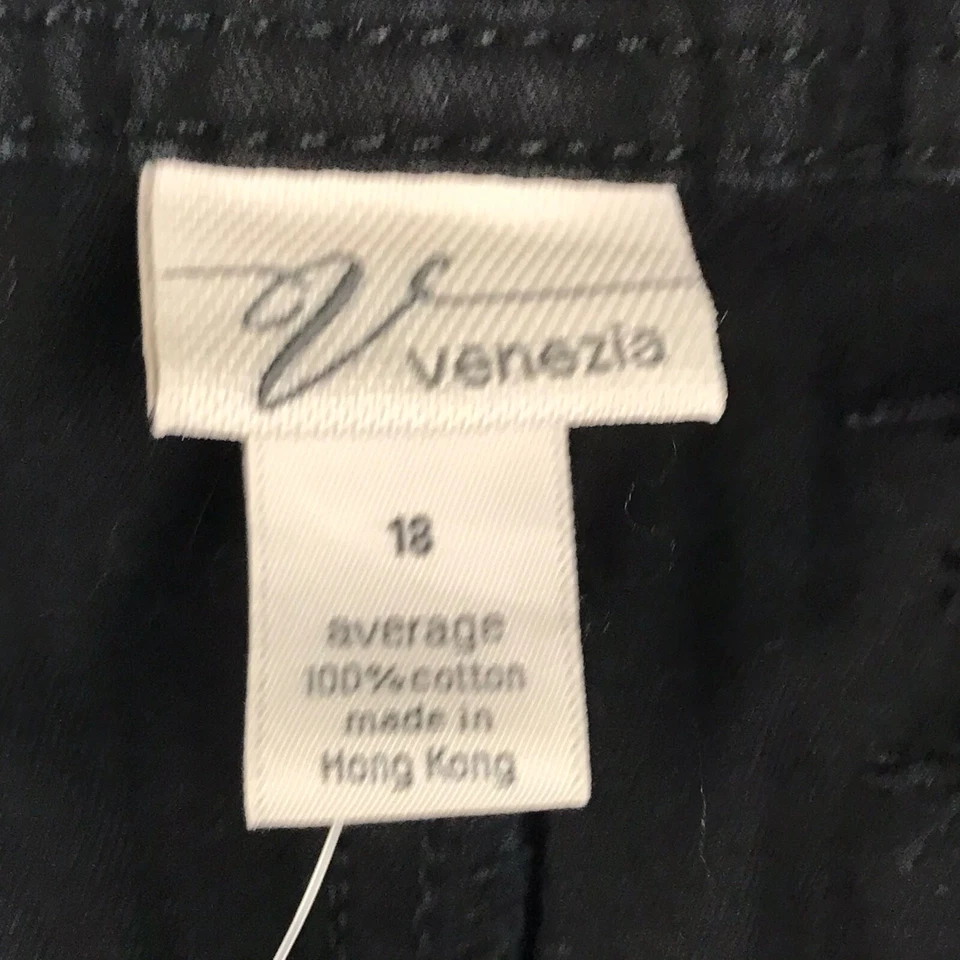 V
venezia
18
average
100% cotton
made in
Hong Kong